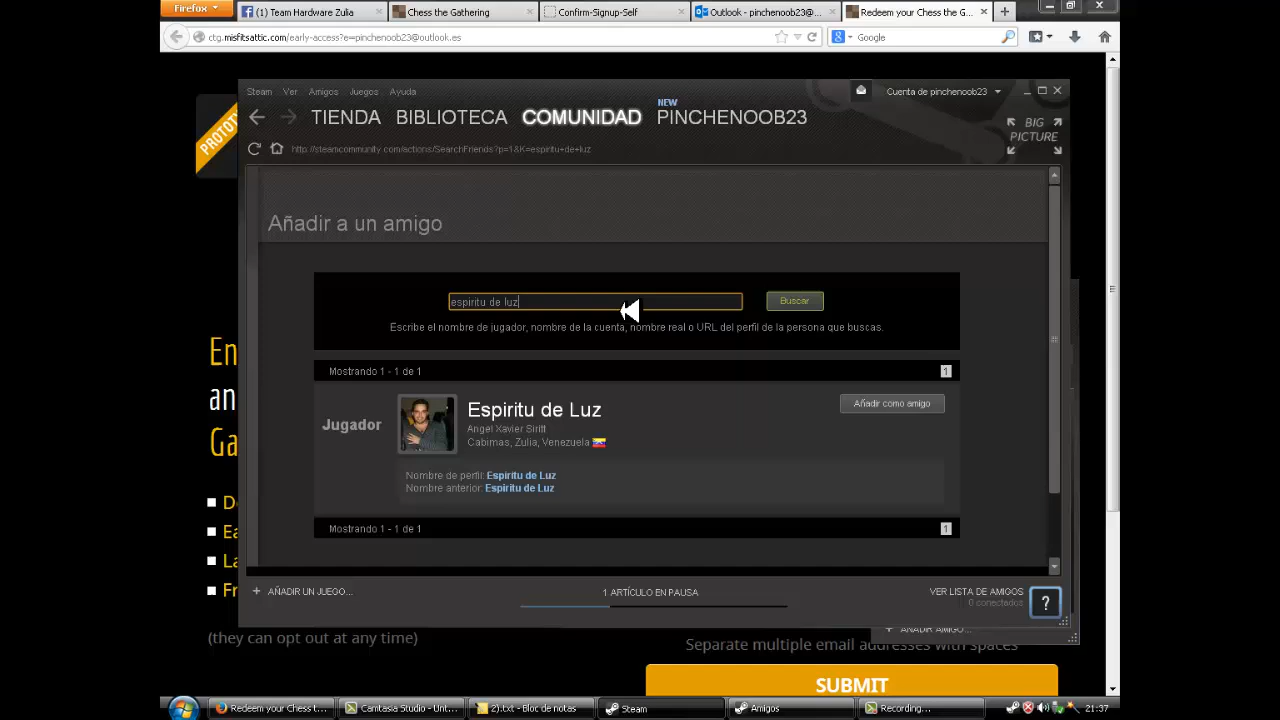 Firefox
(1) Team Hardware Zulia
Chess the Gathering
Confirm-Signup-Self
Outlook - pinchenoob23@...
Redeem your Chess the G...
ctg.misfitsattic.com/early-access?e=pinchenoob23@outlook.es
Google
PROTOT
Steam Ver Amigos Juegos Ayuda
Cuenta de pinchenoob23
TIENDA BIBLIOTECA COMUNIDAD NEW PINCHENOOB23
BIG PICTURE
http://steamcommunity.com/actions/SearchFriends?p=1&K=espiritu+de+luz
Añadir a un amigo
espiritu de luz
Buscar
Escribe el nombre de jugador, nombre de la cuenta, nombre real o URL del perfil de la persona que buscas.
Mostrando 1 - 1 de 1
1
Jugador
Espiritu de Luz
Añadir como amigo
Angel Xavier Siritt
Cabimas, Zulia, Venezuela
Nombre de perfil: Espiritu de Luz
Nombre anterior: Espiritu de Luz
Mostrando 1 - 1 de 1
1
En
an
Ga
D
Ea
La
Fr
+ AÑADIR UN JUEGO...
1 ARTÍCULO EN PAUSA
VER LISTA DE AMIGOS
0 conectados
?
+ AÑADIR AMIGO...
(they can opt out at any time)
Separate multiple email addresses with spaces
SUBMIT
Redeem your Chess t...
Camtasia Studio - Unt...
2).txt - Bloc de notas
Steam
Amigos
Recording...
21:37